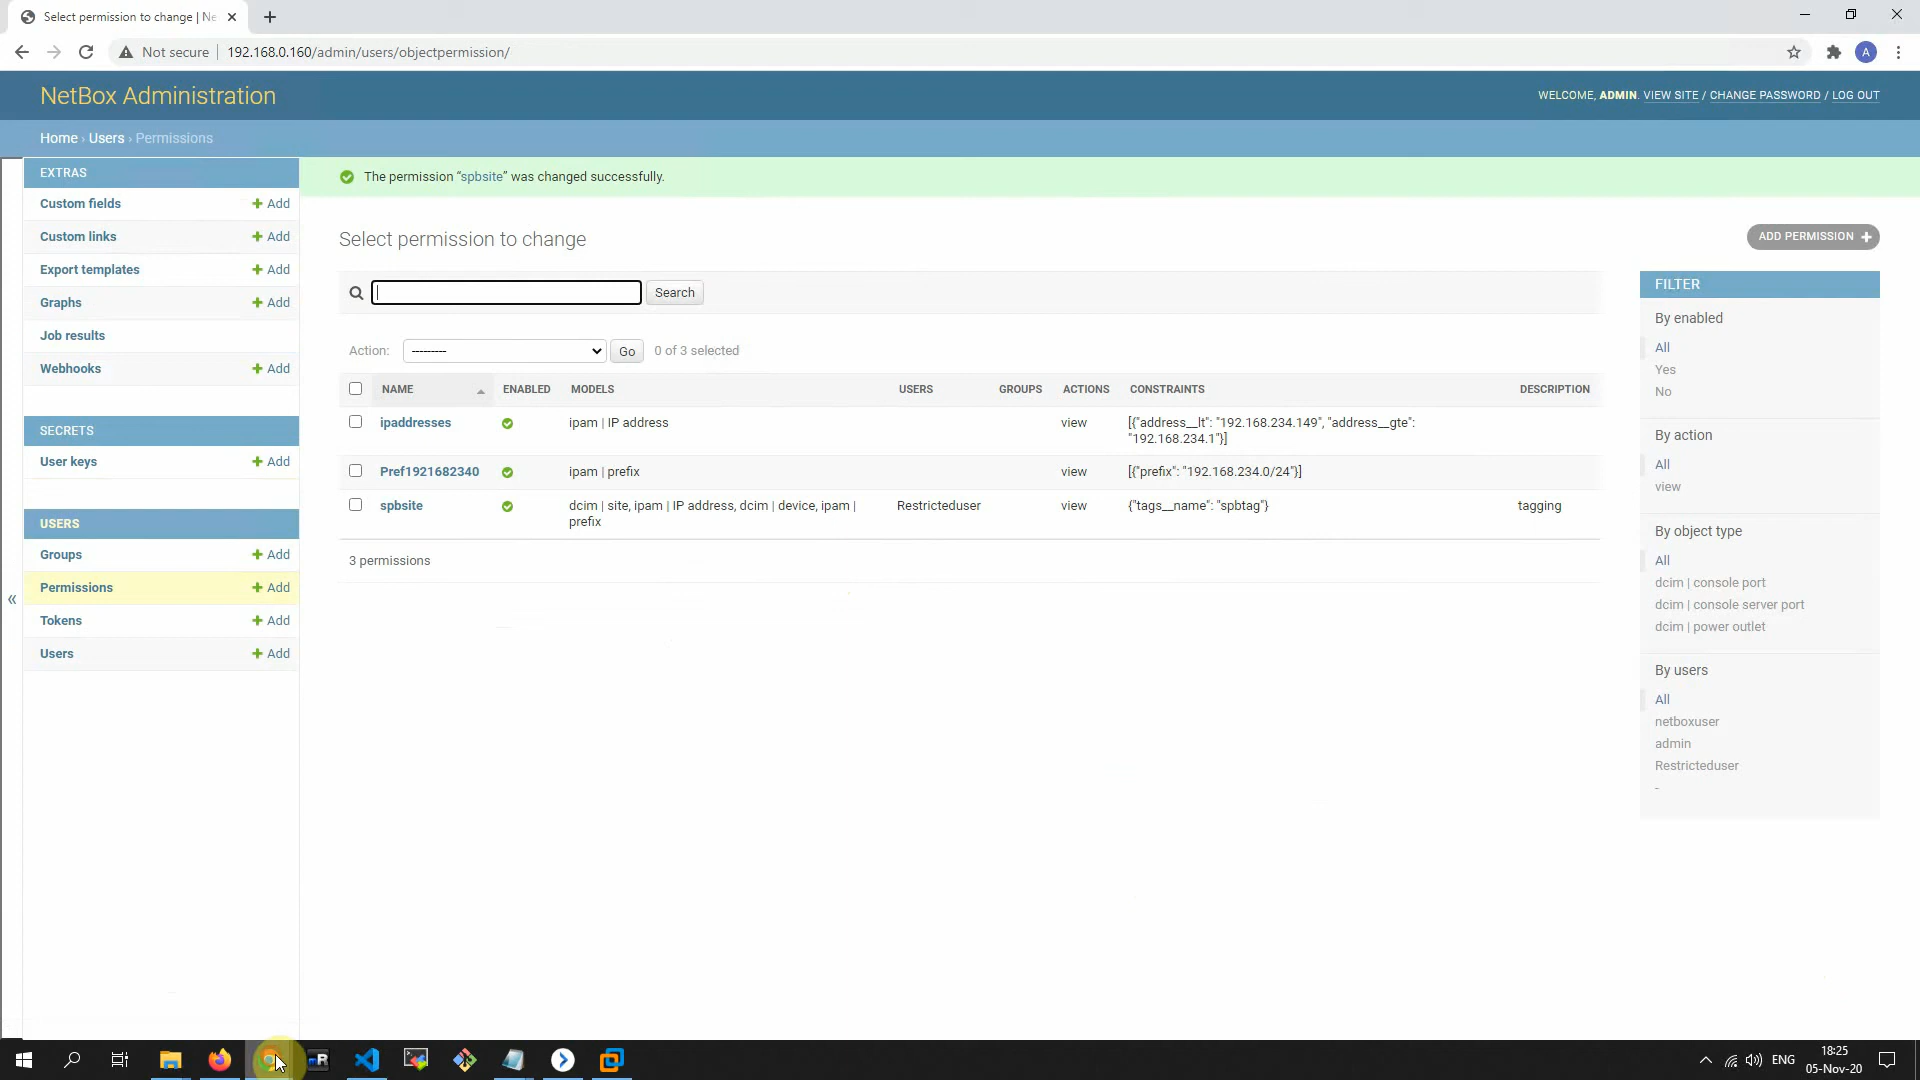 Select permission to change | Ne
Not secure
192.168.0.160/admin/users/objectpermission/
A
NetBox Administration
WELCOME, ADMIN. VIEW SITE / CHANGE PASSWORD / LOG OUT
Home › Users › Permissions
EXTRAS
Custom fields Add
Custom links Add
Export templates Add
Graphs Add
Job results
Webhooks Add
SECRETS
User keys Add
USERS
Groups Add
Permissions Add
Tokens Add
Users Add
«
The permission “spbsite” was changed successfully.
Select permission to change
ADD PERMISSION +
Search
Action: --------- Go 0 of 3 selected
NAME ENABLED MODELS USERS GROUPS ACTIONS CONSTRAINTS DESCRIPTION
ipaddresses ipam | IP address view [{"address__lt": "192.168.234.149", "address__gte":
"192.168.234.1"}]
Pref1921682340 ipam | prefix view [{"prefix": "192.168.234.0/24"}]
spbsite dcim | site, ipam | IP address, dcim | device, ipam | Restricteduser view {"tags__name": "spbtag"} tagging
prefix
3 permissions
FILTER
By enabled
All
Yes
No
By action
All
view
By object type
All
dcim | console port
dcim | console server port
dcim | power outlet
By users
All
netboxuser
admin
Restricteduser
-
R
ENG
18:25
05-Nov-20